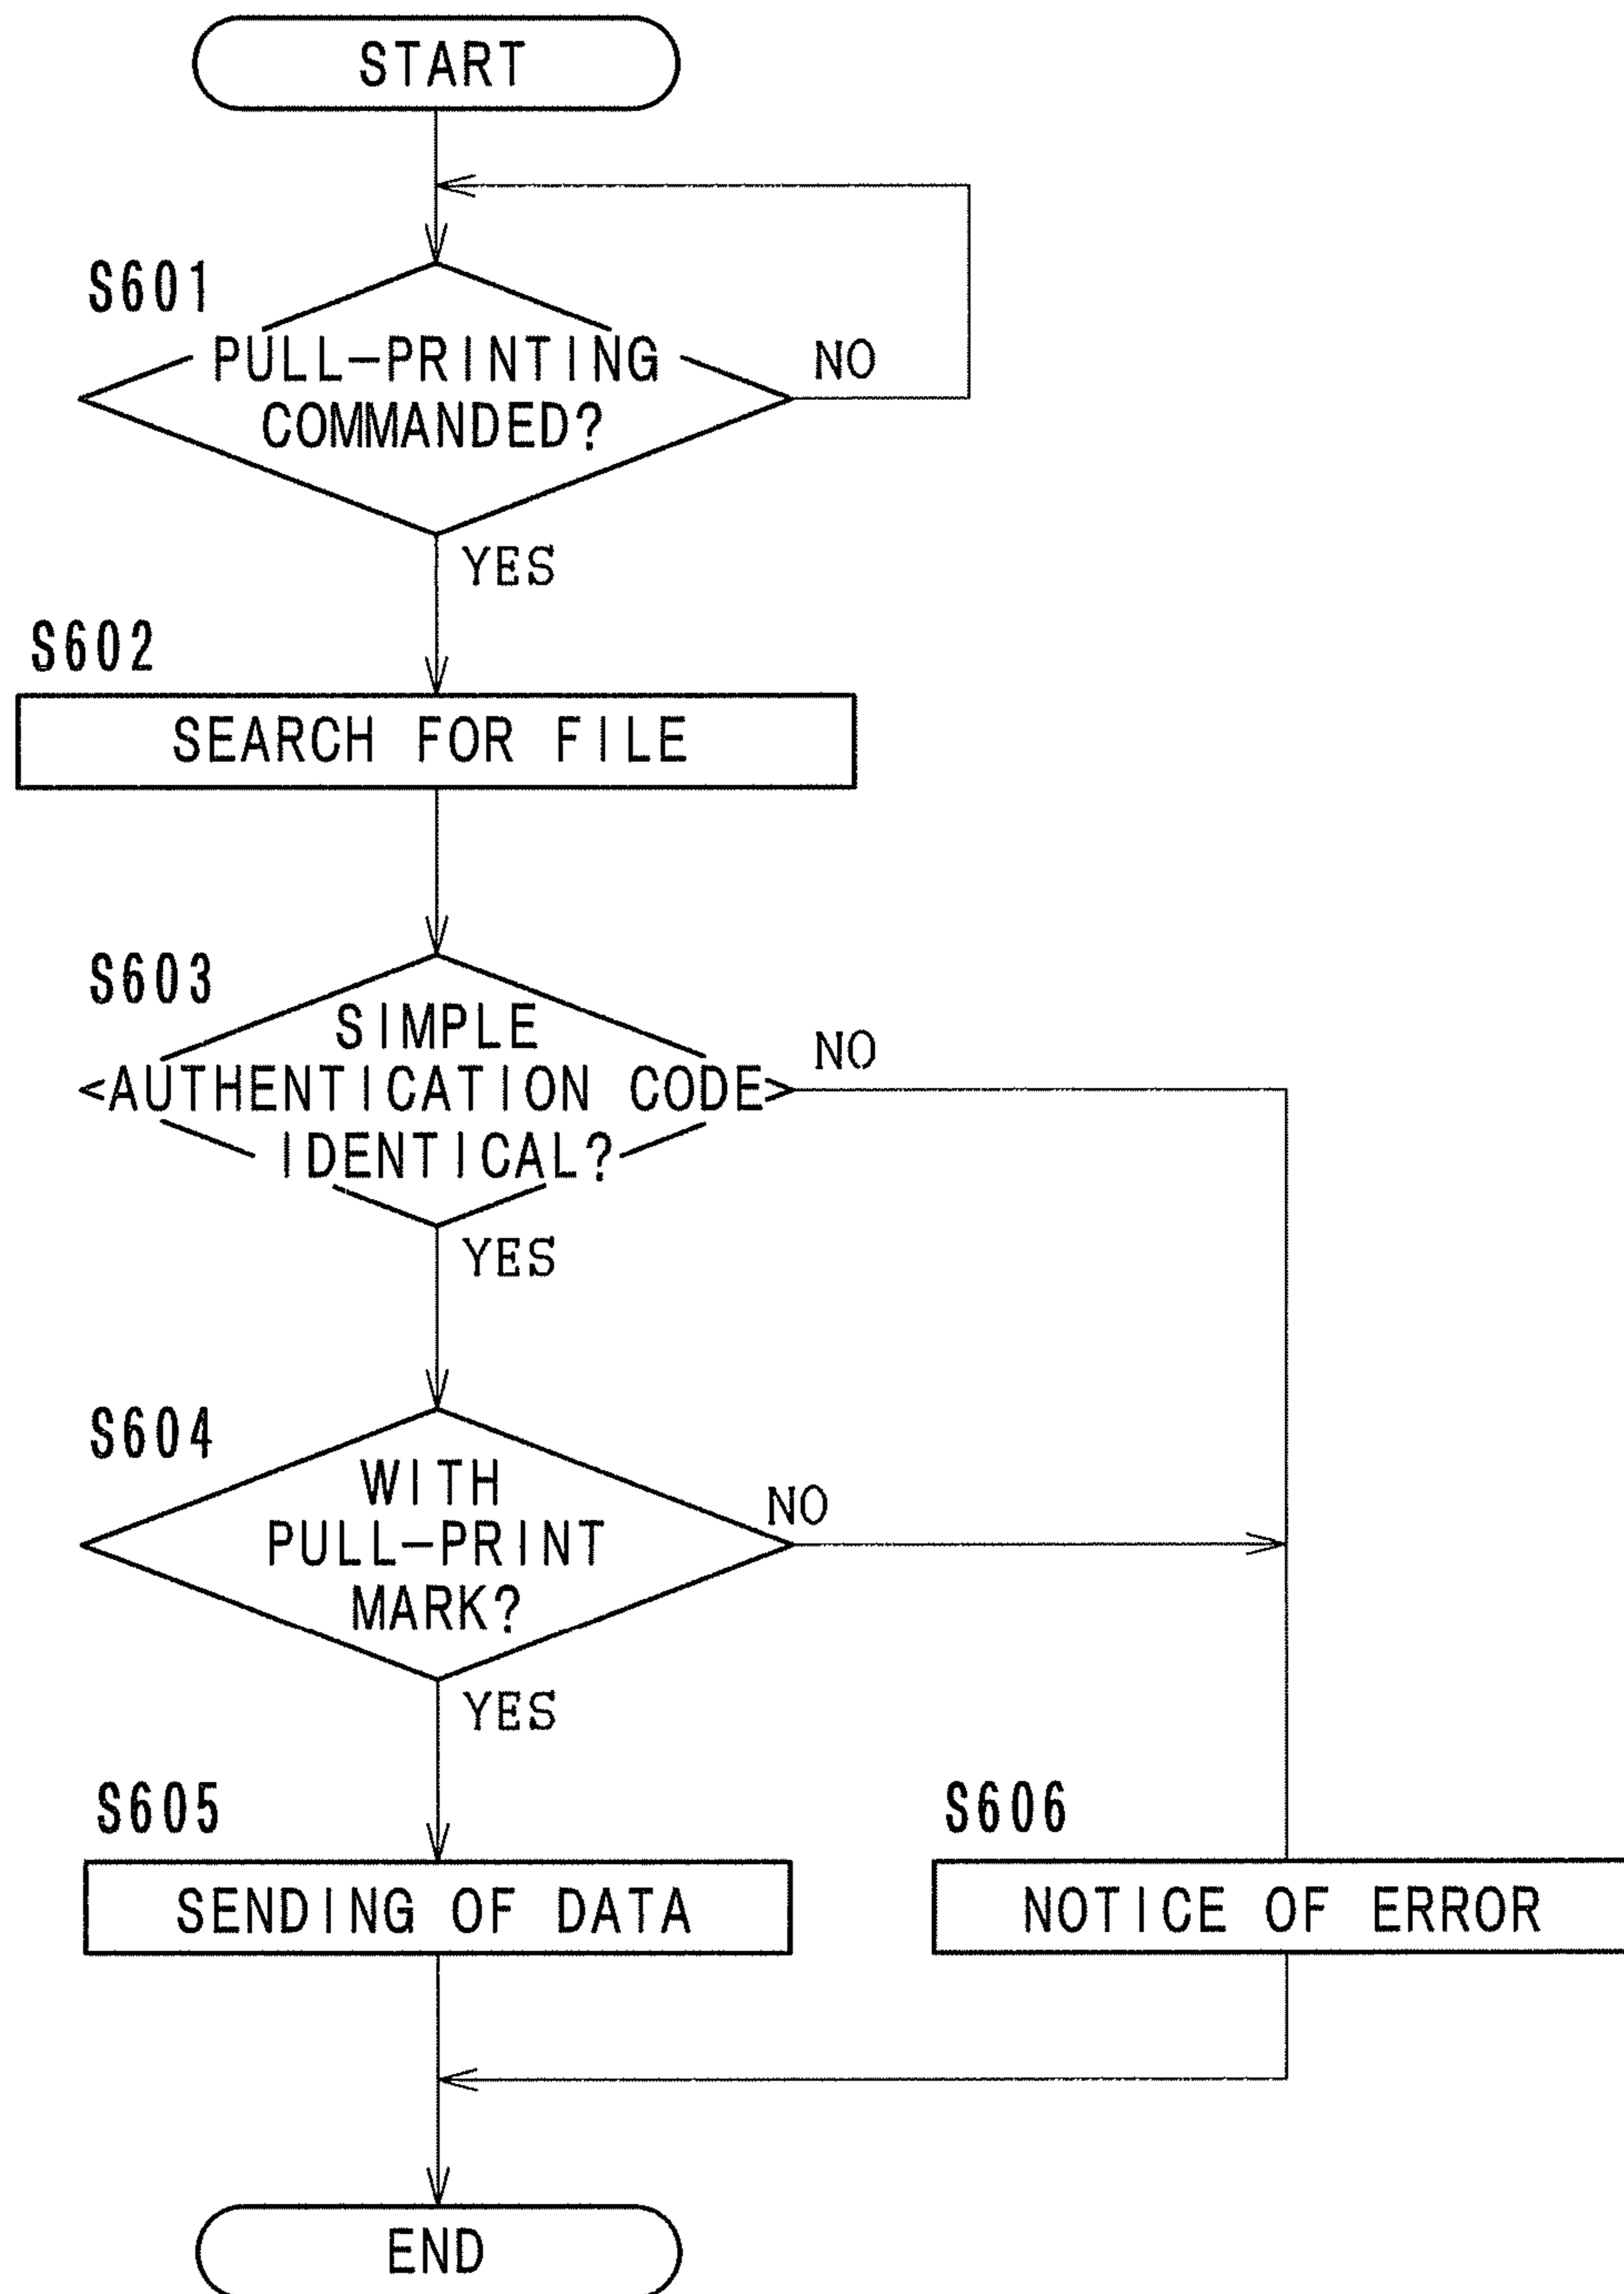 START
S601
PULL-PRINTING
COMMANDED?
NO
YES
S602
SEARCH FOR FILE
S603
SIMPLE
AUTHENTICATION CODE
IDENTICAL?
NO
YES
S604
WITH
PULL-PRINT
MARK?
NO
YES
S605
SENDING OF DATA
S606
NOTICE OF ERROR
END